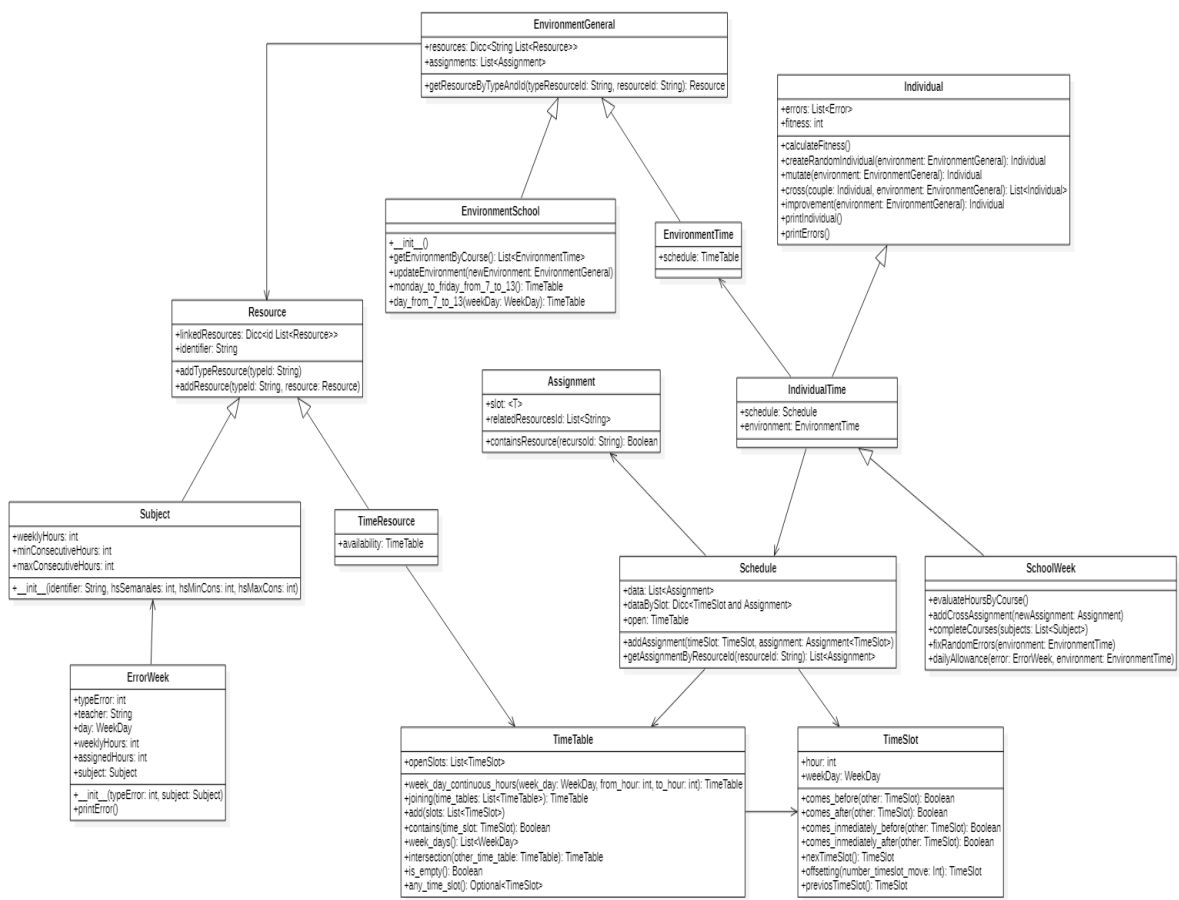 EnvironmentGeneral
+resources: Dicc<String List<Resource>>
+assignments: List<Assignment>
+getResourceByTypeAndId(typeResourceId: String, resourceId: String): Resource
Individual
+errors: List<Error>
+fitness: int
+calculateFitness()
+createRandomIndividual(environment: EnvironmentGeneral): Individual
+mutate(environment: EnvironmentGeneral): Individual
+cross(couple: Individual, environment: EnvironmentGeneral): List<Individual>
+improvement(environment: EnvironmentGeneral): Individual
+printIndividual()
+printErrors()
EnvironmentSchool
+__init__()
+getEnvironmentByCourse(): List<EnvironmentTime>
+updateEnvironment(newEnvironment: EnvironmentGeneral)
+monday_to_friday_from_7_to_13(): TimeTable
+day_from_7_to_13(weekDay: WeekDay): TimeTable
EnvironmentTime
+schedule: TimeTable
Resource
+linkedResources: Dicc<id List<Resource>>
+identifier: String
+addTypeResource(typeId: String)
+addResource(typeId: String, resource: Resource)
Assignment
+slot: <T>
+relatedResourcesId: List<String>
+containsResource(recursoId: String): Boolean
IndividualTime
+schedule: Schedule
+environment: EnvironmentTime
Subject
+weeklyHours: int
+minConsecutiveHours: int
+maxConsecutiveHours: int
+__init__(identifier: String, hsSemanales: int, hsMinCons: int, hsMaxCons: int)
TimeResource
+availability: TimeTable
Schedule
+data: List<Assignment>
+dataBySlot: Dicc<TimeSlot and Assignment>
+open: TimeTable
+addAssignment(timeSlot: TimeSlot, assignment: Assignment<TimeSlot>)
+getAssignmentByResourceId(resourceId: String): List<Assignment>
SchoolWeek
+evaluateHoursByCourse()
+addCrossAssignment(newAssignment: Assignment)
+completeCourses(subjects: List<Subject>)
+fixRandomErrors(environment: EnvironmentTime)
+dailyAllowance(error: ErrorWeek, environment: EnvironmentTime)
ErrorWeek
+typeError: int
+teacher: String
+day: WeekDay
+weeklyHours: int
+assignedHours: int
+subject: Subject
+__init__(typeError: int, subject: Subject)
+printError()
TimeTable
+openSlots: List<TimeSlot>
+week_day_continuous_hours(week_day: WeekDay, from_hour: int, to_hour: int): TimeTable
+joining(time_tables: List<TimeTable>): TimeTable
+add(slots: List<TimeSlot>)
+contains(time_slot: TimeSlot): Boolean
+week_days(): List<WeekDay>
+intersection(other_time_table: TimeTable): TimeTable
+is_empty(): Boolean
+any_time_slot(): Optional<TimeSlot>
TimeSlot
+hour: int
+weekDay: WeekDay
+comes_before(other: TimeSlot): Boolean
+comes_after(other: TimeSlot): Boolean
+comes_inmediately_before(other: TimeSlot): Boolean
+comes_inmediately_after(other: TimeSlot): Boolean
+nexTimeSlot(): TimeSlot
+offsetting(number_timeslot_move: Int): TimeSlot
+previosTimeSlot(): TimeSlot